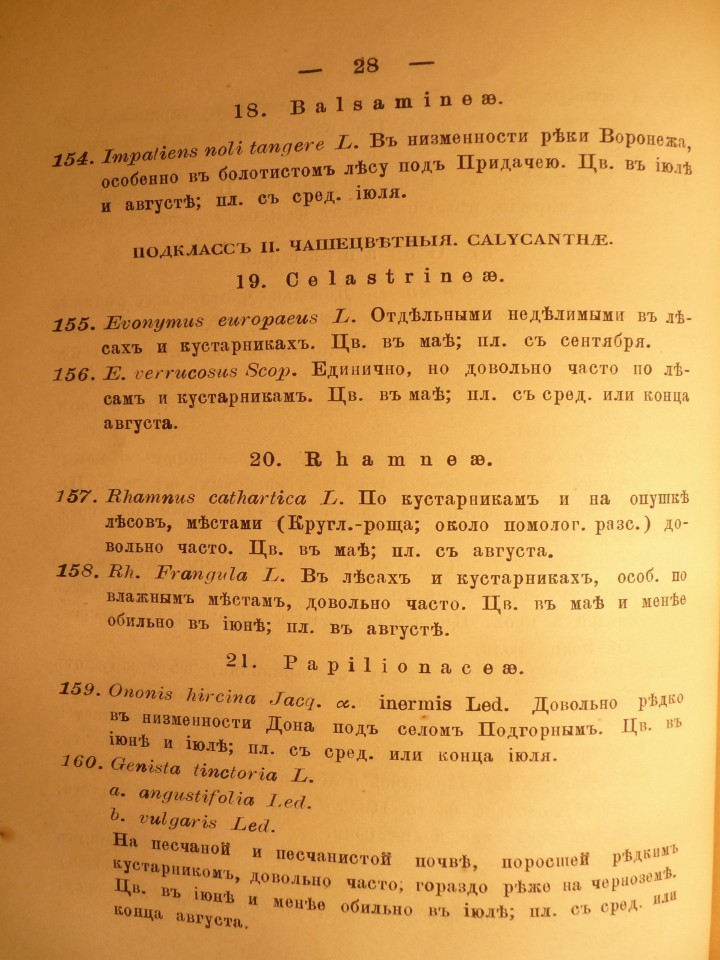 — 28 —
18. Balsamineæ.
154. Impatiens noli tangere L. Въ низменности рѣки Воронежа,
особенно въ болотистомъ лѣсу подъ Придачею. Цв. въ іюлѣ
и августѣ; пл. съ сред. іюля.
ПОДКЛАССЪ II. ЧАШЕЦВѢТНЫЯ. CALYCANTHÆ.
19. Celastrineæ.
155. Evonymus europaeus L. Отдѣльными недѣлимыми въ лѣ-
сахъ и кустарникахъ. Цв. въ маѣ; пл. съ сентября.
156. E. verrucosus Scop. Единично, но довольно часто по лѣ-
самъ и кустарникамъ. Цв. въ маѣ; пл. съ сред. или конца
августа.
20. Rhamneæ.
157. Rhamnus cathartica L. По кустарникамъ и на опушкѣ
лѣсовъ, мѣстами (Кругл.-роща; около помолог. разс.) до-
вольно часто. Цв. въ маѣ; пл. съ августа.
158. Rh. Frangula L. Въ лѣсахъ и кустарникахъ, особ. по
влажнымъ мѣстамъ, довольно часто. Цв. въ маѣ и менѣе
обильно въ іюнѣ; пл. въ августѣ.
21. Papilionaceæ.
159. Ononis hircina Jacq. α. inermis Led. Довольно рѣдко
въ низменности Дона подъ селомъ Подгорнымъ. Цв. въ
іюнѣ и іюлѣ; пл. съ сред. или конца іюля.
160. Genista tinctoria L.
a. angustifolia Led.
b. vulgaris Led.
На песчаной и песчанистой почвѣ, поросшей рѣдкимъ
кустарникомъ, довольно часто; гораздо рѣже на черноземѣ.
Цв. въ іюнѣ и менѣе обильно въ іюлѣ; пл. съ сред. или
конца августа.